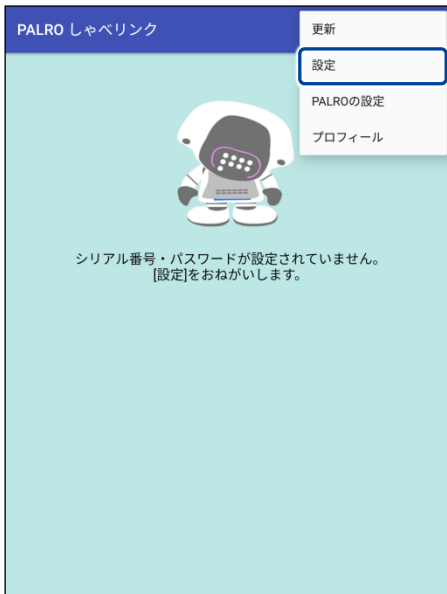 PALRO しゃべリンク
更新
設定
PALROの設定
プロフィール
シリアル番号・パスワードが設定されていません。
[設定]をおねがいします。